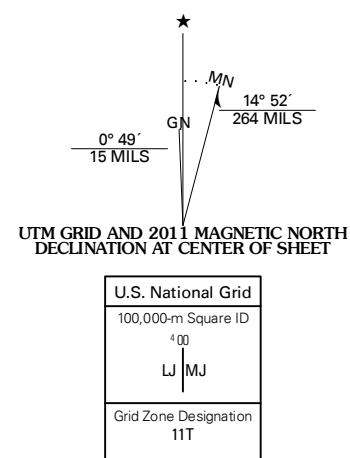 ★
MN
GN
14° 52´
264 MILS
0° 49´
15 MILS
UTM GRID AND 2011 MAGNETIC NORTH
DECLINATION AT CENTER OF SHEET
U.S. National Grid
100,000-m Square ID
⁴00
LJ MJ
Grid Zone Designation
11T